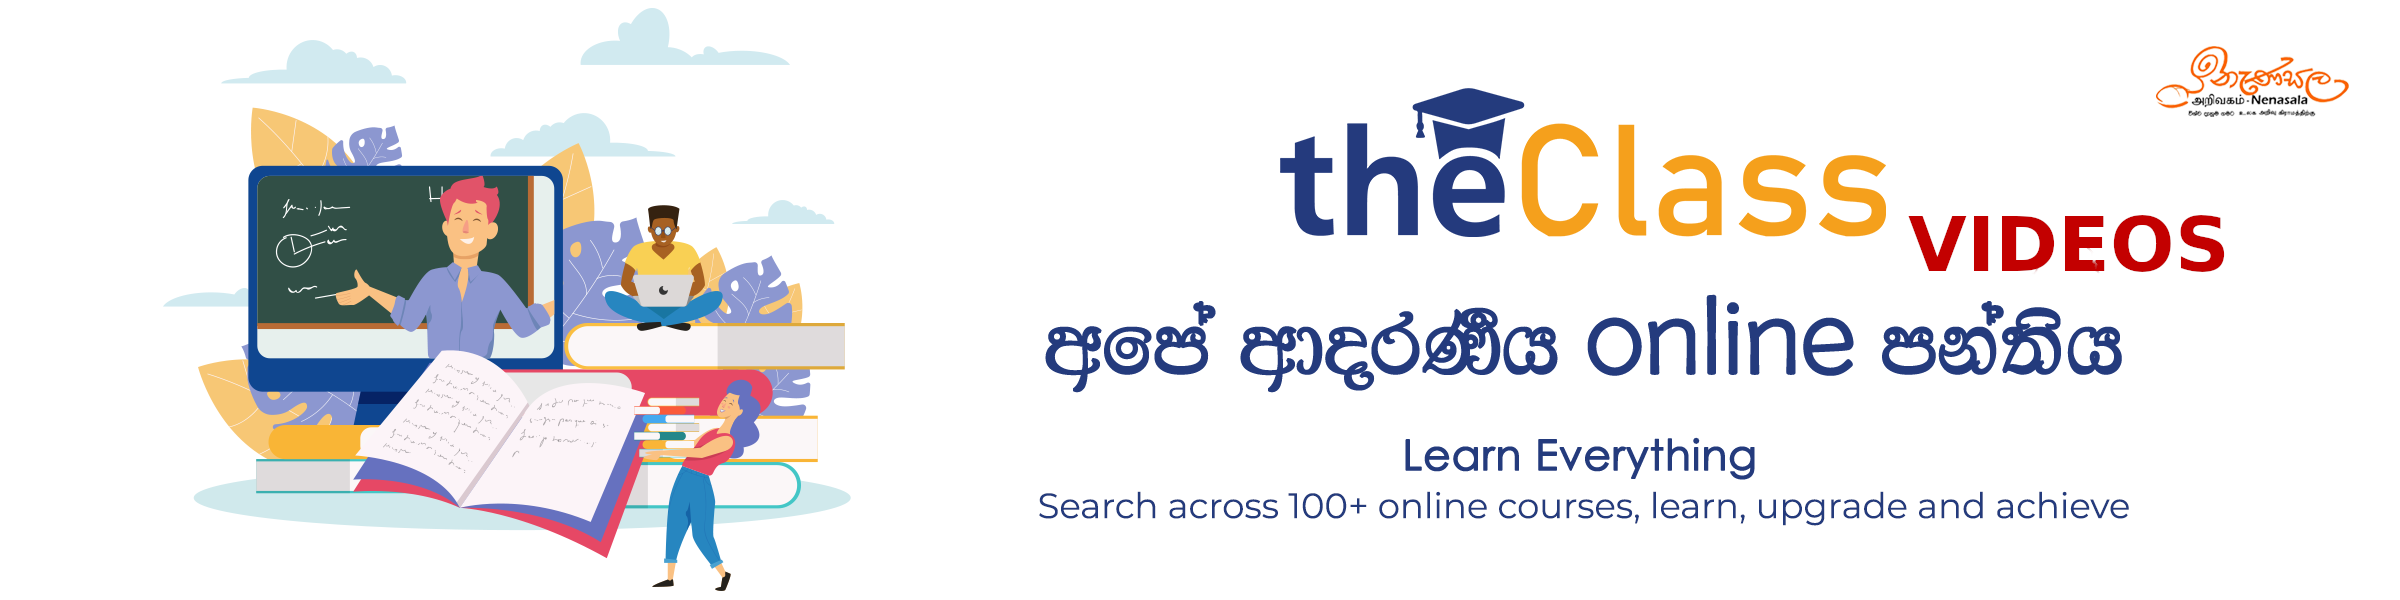 theClass VIDEOS
අපේ ආදරණීය online පන්තිය
Learn Everything
Search across 100+ online courses, learn, upgrade and achieve
නැණසල
அறிவகம் - Nenasala